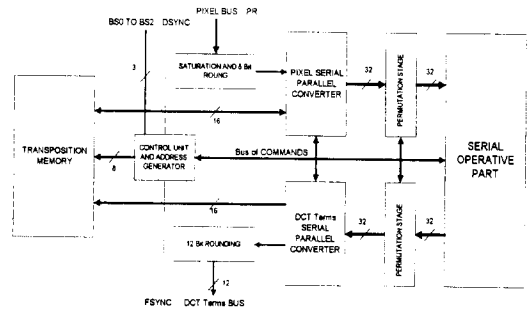 PIXEL BUS PR
BS0 TO BS2 DSYNC
3
SATURATION AND 8 Bit
ROUNG
PIXEL SERIAL
PARALLEL
CONVERTER
32
PERMUTATION STAGE
32
16
TRANSPOSITION
MEMORY
8
CONTROL UNIT
AND ADDRESS
GENERATOR
Bus of COMMANDS
SERIAL
OPERATIVE
PART
16
DCT Terms
SERIAL
PARALLEL
CONVERTER
32
PERMUTATION STAGE
32
12 Bit ROUNDING
12
FSYNC DCT Terms BUS